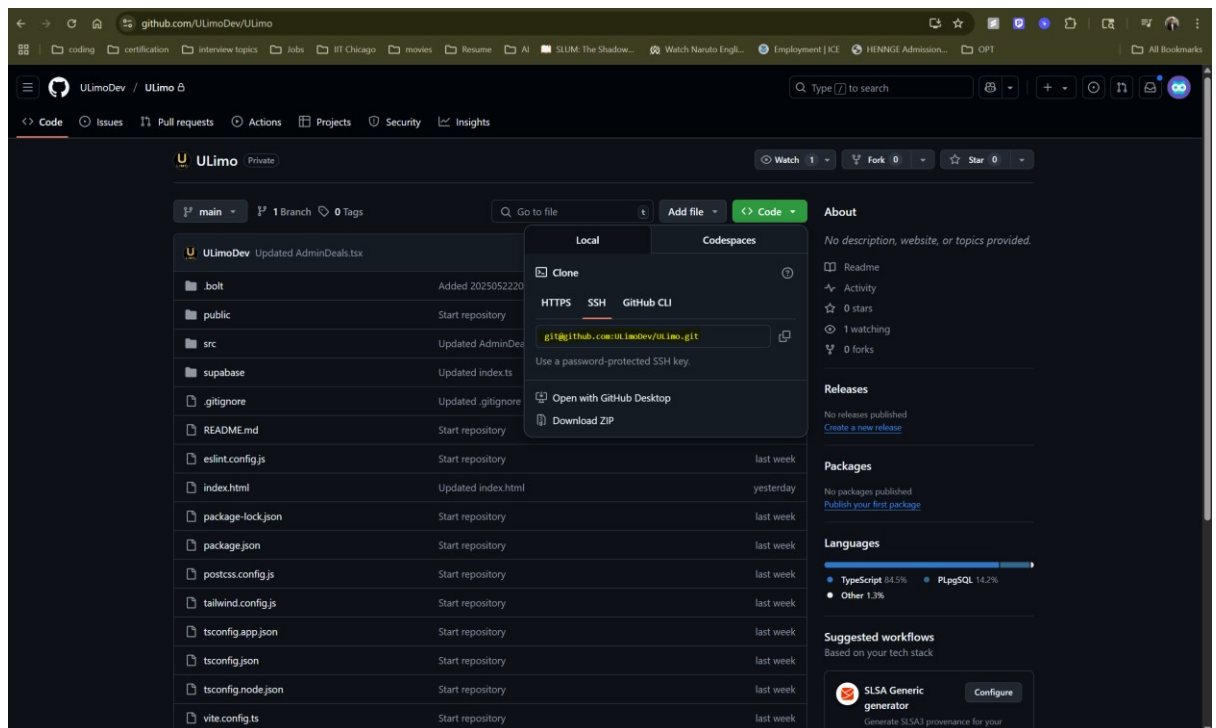 github.com/ULimoDev/ULimo
coding certification interview topics Jobs IIT Chicago movies Resume AI SLUM: The Shadow... Watch Naruto Engli... Employment | ICE HENNGE Admission... OPT All Bookmarks
ULimoDev / ULimo Type / to search
Code Issues Pull requests Actions Projects Security Insights
ULimo Private Watch 1 Fork 0 Star 0
main 1 Branch 0 Tags Go to file t Add file Code
ULimoDev Updated AdminDeals.tsx
.bolt Added 2025052220
public Start repository
src Updated AdminDea
supabase Updated index.ts
.gitignore Updated .gitignore
README.md Start repository
eslint.config.js Start repository last week
index.html Updated index.html yesterday
package-lock.json Start repository last week
package.json Start repository last week
postcss.config.js Start repository last week
tailwind.config.js Start repository last week
tsconfig.app.json Start repository last week
tsconfig.json Start repository last week
tsconfig.node.json Start repository last week
vite.config.ts Start repository last week
Local Codespaces
Clone
HTTPS SSH GitHub CLI
git@github.com:ULimoDev/ULimo.git
Use a password-protected SSH key.
Open with GitHub Desktop
Download ZIP
About
No description, website, or topics provided.
Readme
Activity
0 stars
1 watching
0 forks
Releases
No releases published
Create a new release
Packages
No packages published
Publish your first package
Languages
TypeScript 84.5% PLpgSQL 14.2%
Other 1.3%
Suggested workflows
Based on your tech stack
SLSA Generic
generator
Configure
Generate SLSA3 provenance for your